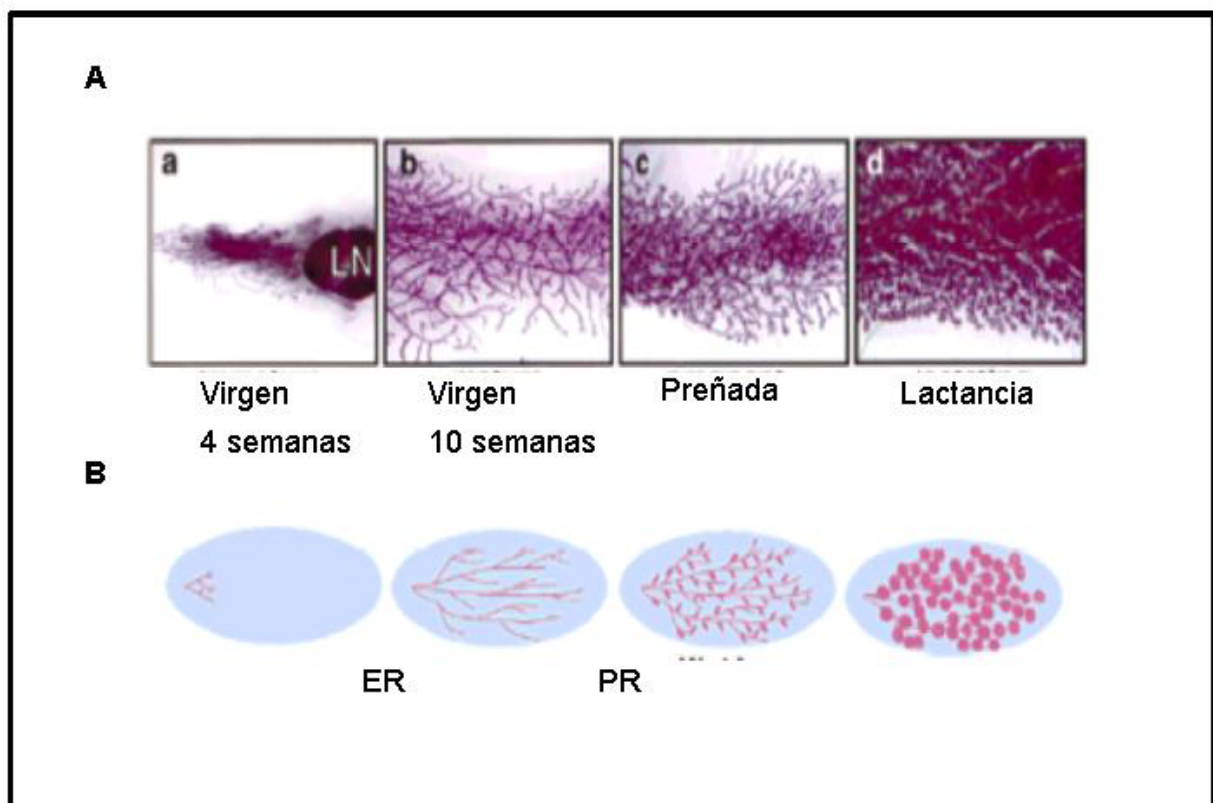 A
a
b
c
d
LN
Virgen
4 semanas
Virgen
10 semanas
Preñada
Lactancia
B
ER
PR